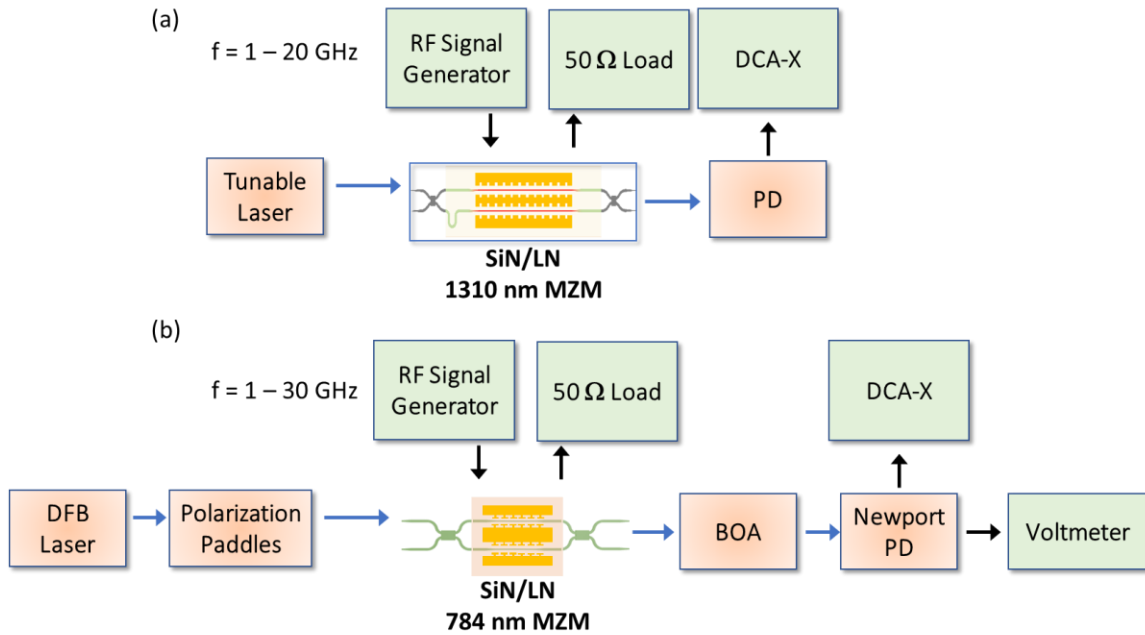 (a)
f = 1 – 20 GHz
RF Signal
Generator
50 Ω Load
DCA-X
Tunable
Laser
PD
SiN/LN
1310 nm MZM
(b)
f = 1 – 30 GHz
RF Signal
Generator
50 Ω Load
DCA-X
DFB
Laser
Polarization
Paddles
BOA
Newport
PD
Voltmeter
SiN/LN
784 nm MZM